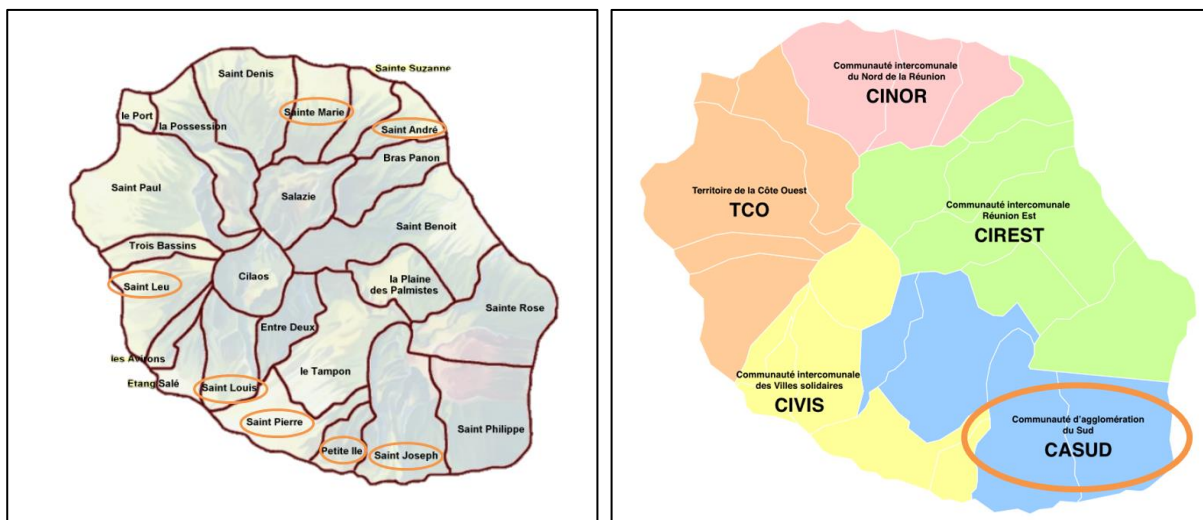 Saint Denis
Sainte Suzanne
Sainte Marie
le Port
la Possession
Saint André
Bras Panon
Saint Paul
Salazie
Saint Benoit
Trois Bassins
Cilaos
la Plaine
des Palmistes
Saint Leu
Sainte Rose
Entre Deux
les Avirons
le Tampon
Etang Salé
Saint Louis
Saint Pierre
Saint Philippe
Petite Ile
Saint Joseph
Communauté intercomunale
du Nord de la Réunion
CINOR
Territoire de la Côte Ouest
TCO
Communauté intercomunale
Réunion Est
CIREST
Communauté intercomunale
des Villes solidaires
CIVIS
Communauté d'agglomération
du Sud
CASUD